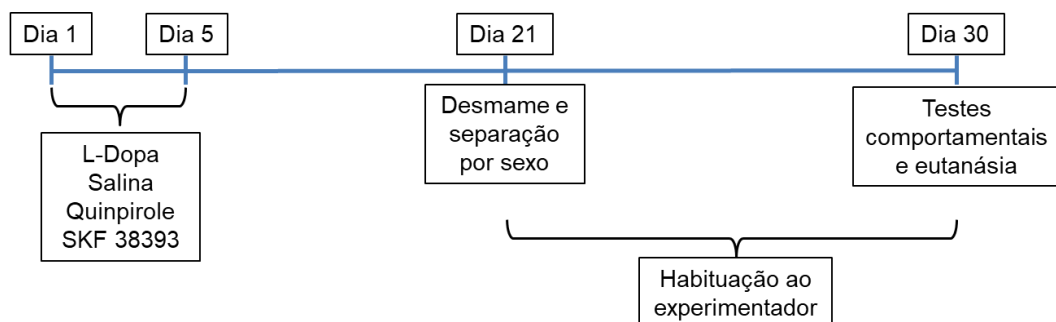 Dia 1
Dia 5
Dia 21
Dia 30
L-Dopa
Salina
Quinpirole
SKF 38393
Desmame e
separação
por sexo
Testes
comportamentais
e eutanásia
Habituação ao
experimentador